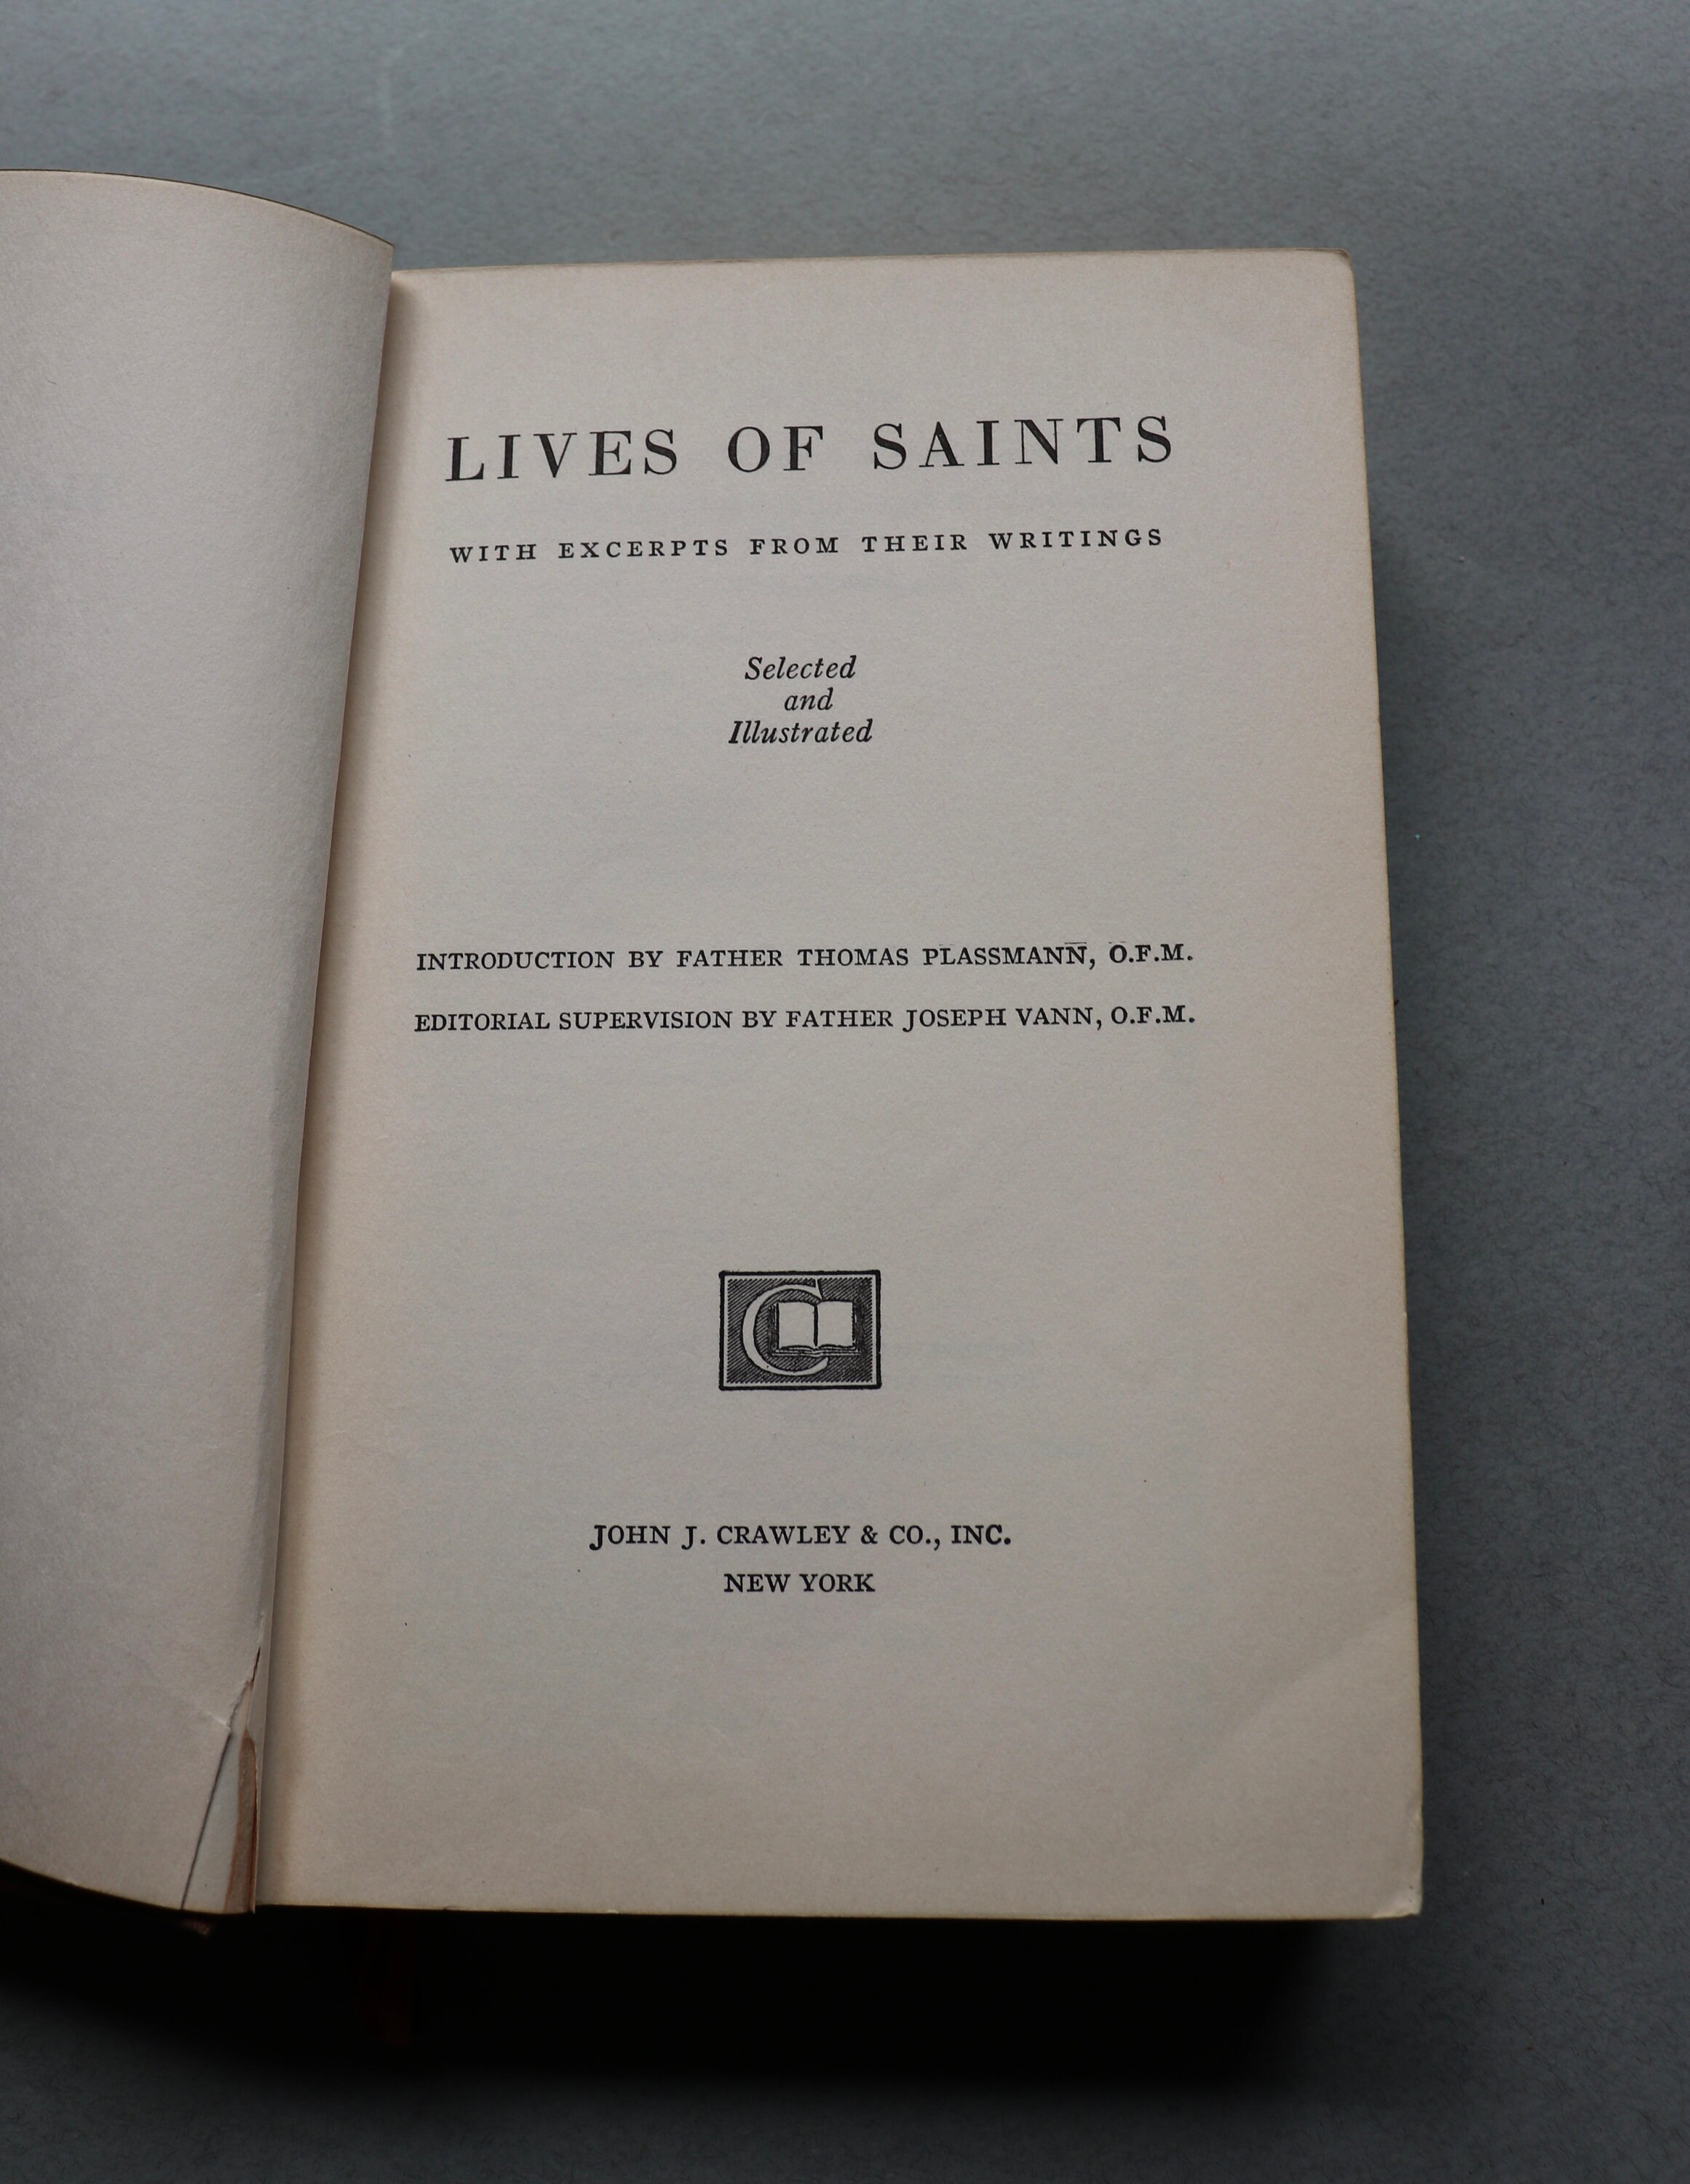 LIVES OF SAINTS
WITH EXCERPTS FROM THEIR WRITINGS
Selected
and
Illustrated
INTRODUCTION BY FATHER THOMAS PLASSMANN, O.F.M.
EDITORIAL SUPERVISION BY FATHER JOSEPH VANN, O.F.M.
C
JOHN J. CRAWLEY & CO., INC.
NEW YORK